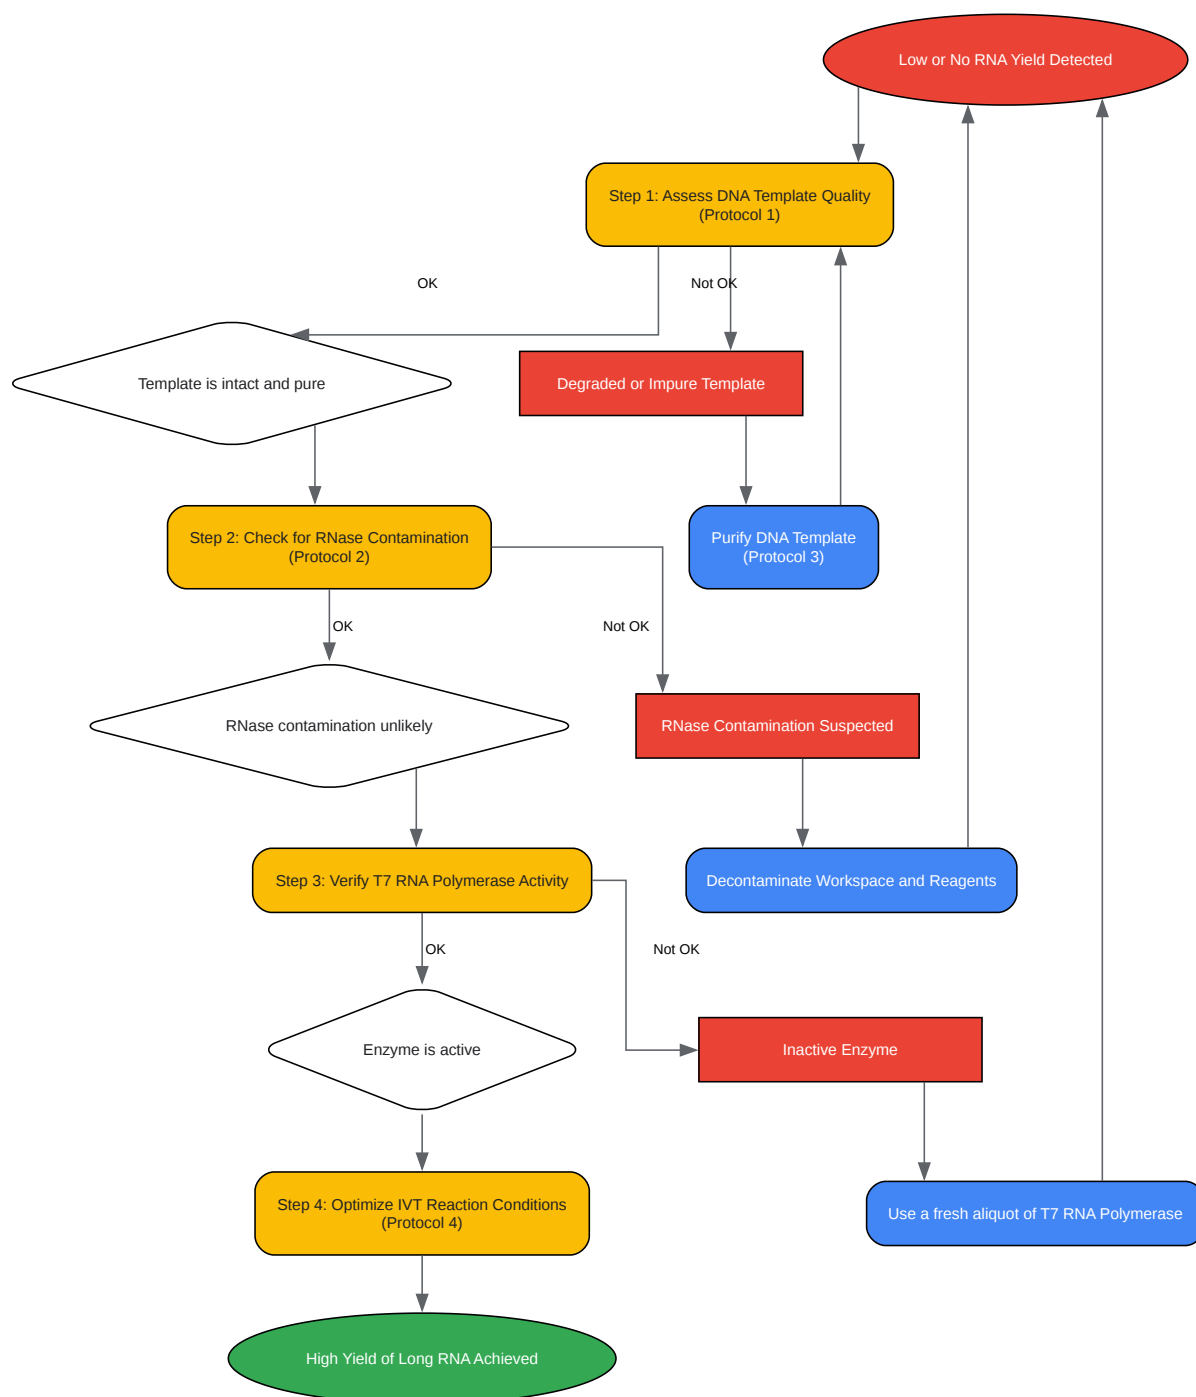 Low or No RNA Yield Detected
Step 1: Assess DNA Template Quality
(Protocol 1)
OK
Not OK
Template is intact and pure
Degraded or Impure Template
Step 2: Check for RNase Contamination
(Protocol 2)
Purify DNA Template
(Protocol 3)
OK
Not OK
RNase contamination unlikely
RNase Contamination Suspected
Step 3: Verify T7 RNA Polymerase Activity
Decontaminate Workspace and Reagents
OK
Not OK
Enzyme is active
Inactive Enzyme
Step 4: Optimize IVT Reaction Conditions
(Protocol 4)
Use a fresh aliquot of T7 RNA Polymerase
High Yield of Long RNA Achieved